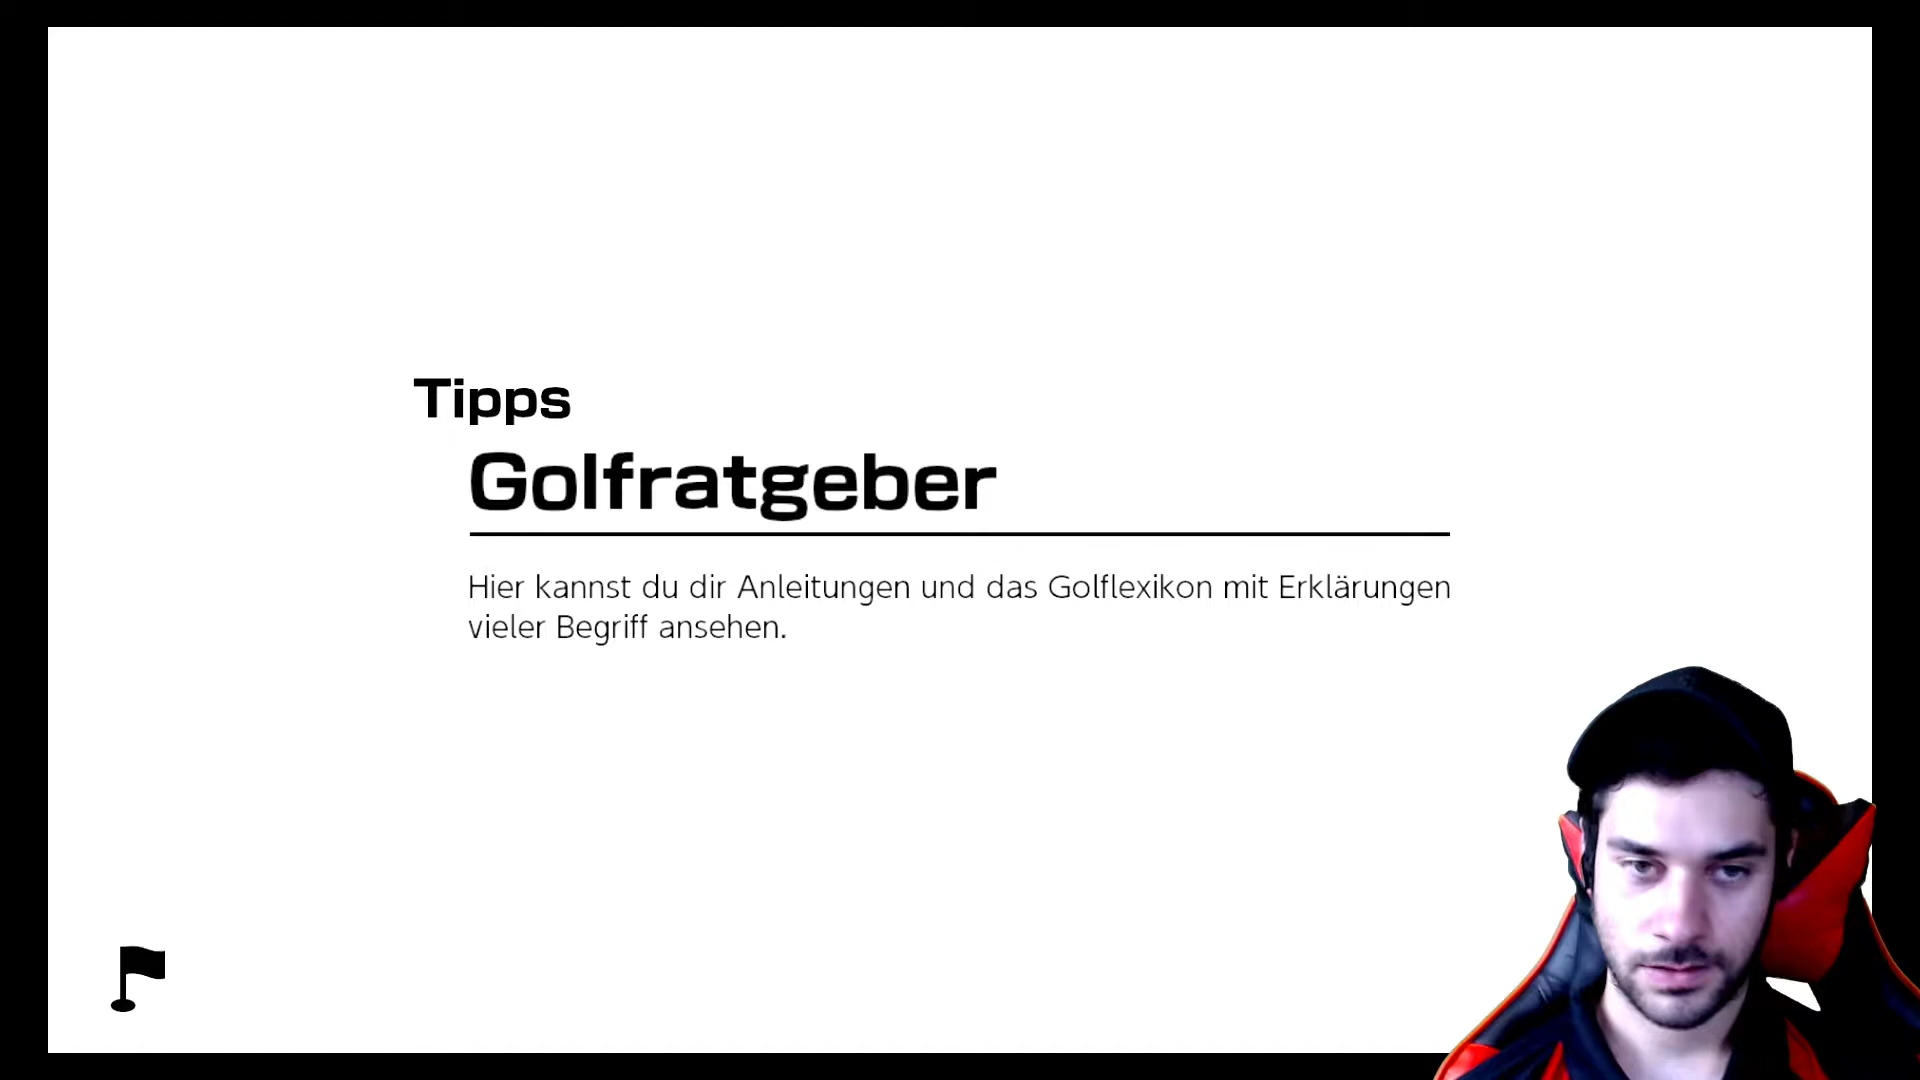 Tipps
Golfratgeber
Hier kannst du dir Anleitungen und das Golflexikon mit Erklärungen
vieler Begriff ansehen.